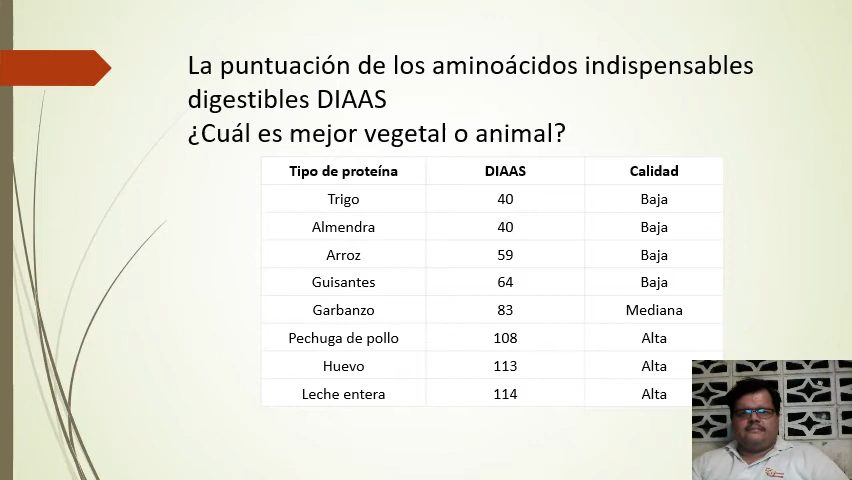 La puntuación de los aminoácidos indispensables
digestibles DIAAS
¿Cuál es mejor vegetal o animal?
Tipo de proteína DIAAS Calidad
Trigo 40 Baja
Almendra 40 Baja
Arroz 59 Baja
Guisantes 64 Baja
Garbanzo 83 Mediana
Pechuga de pollo 108 Alta
Huevo 113 Alta
Leche entera 114 Alta